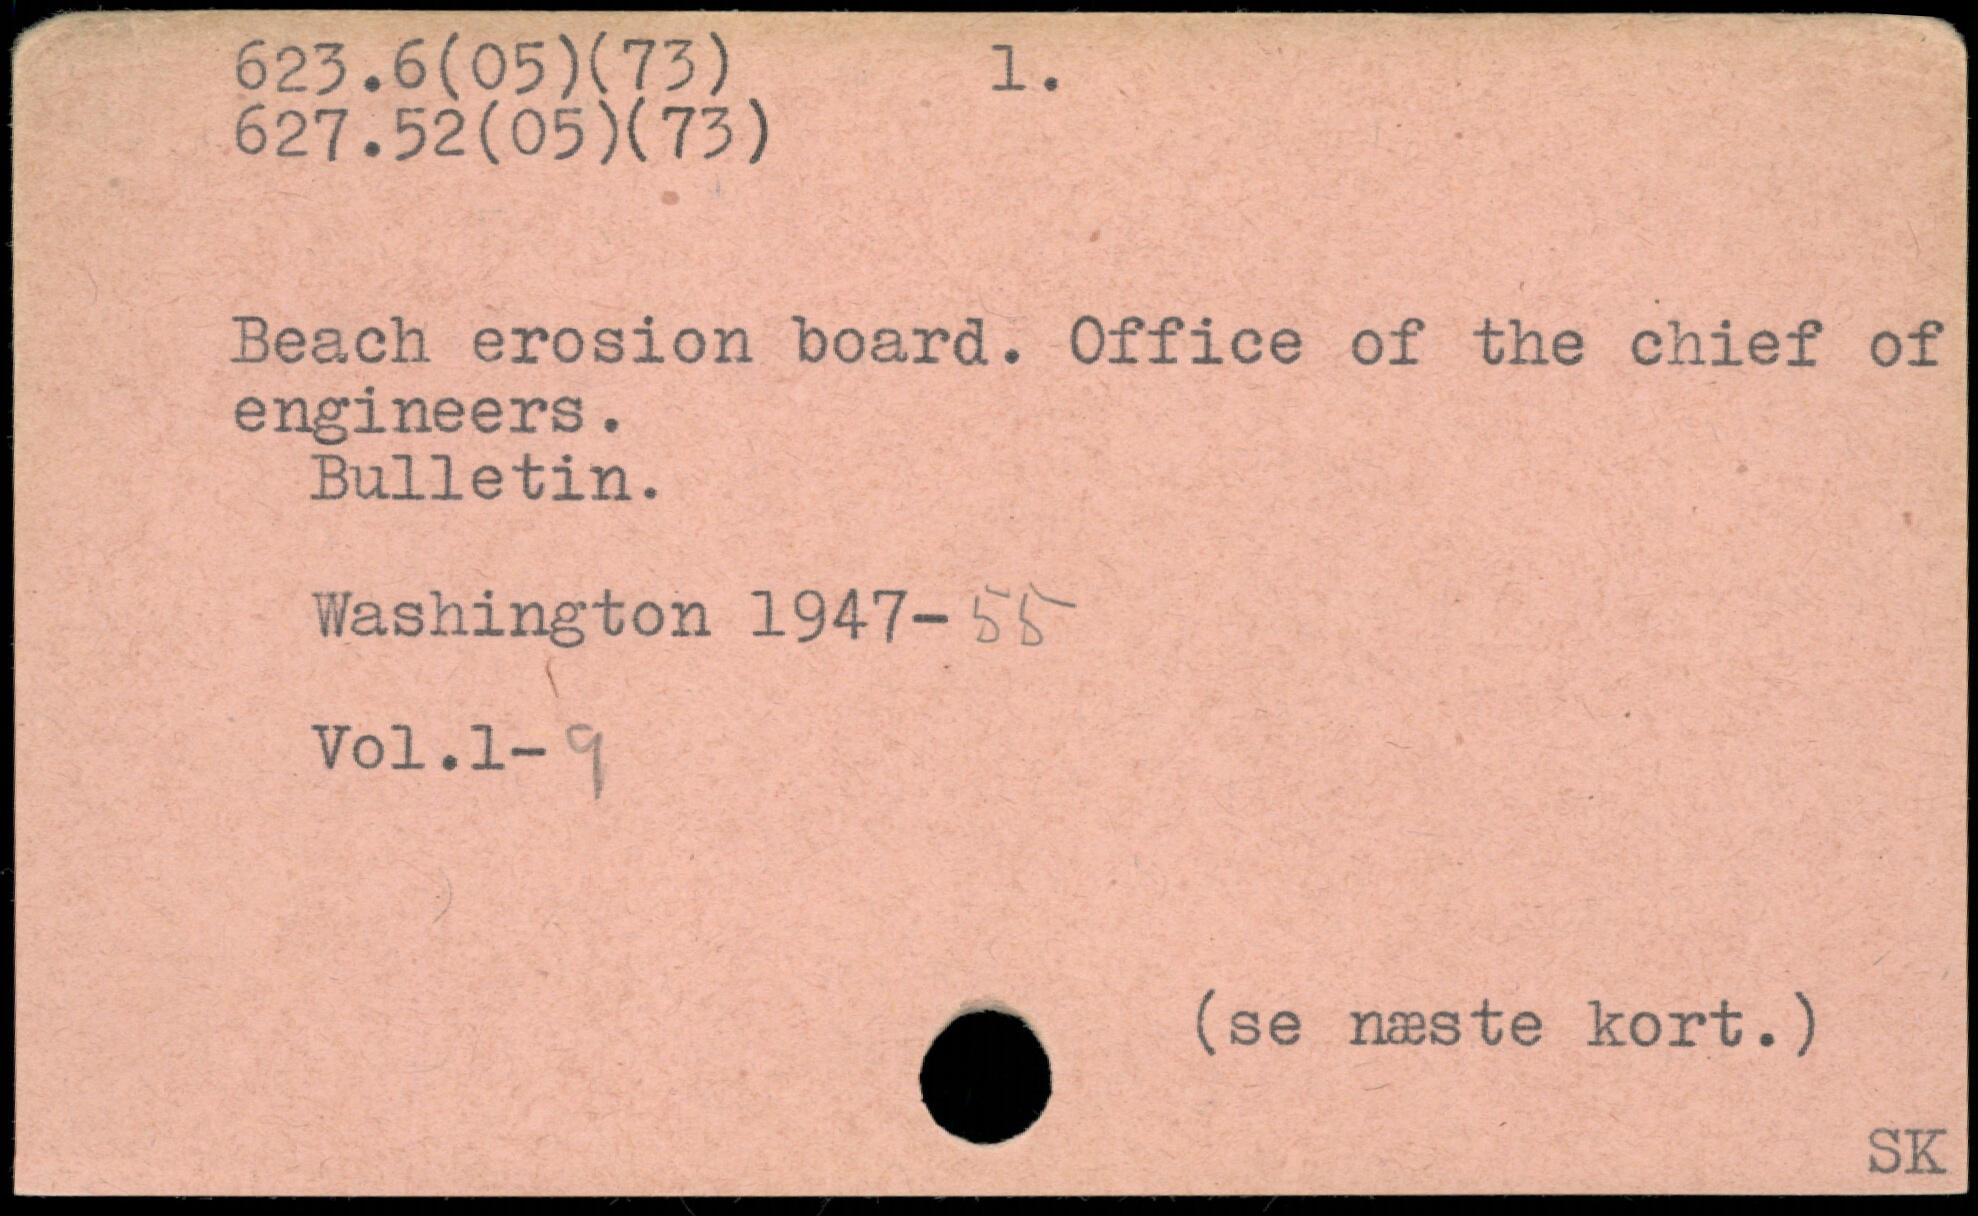 623.6(05)(73) 1.
627.52(05)(73)
Beach erosion board. Office of the chief of
engineers.
Bulletin.
Washington 1947-55
Vol.1-9
(se næste kort.)
SK